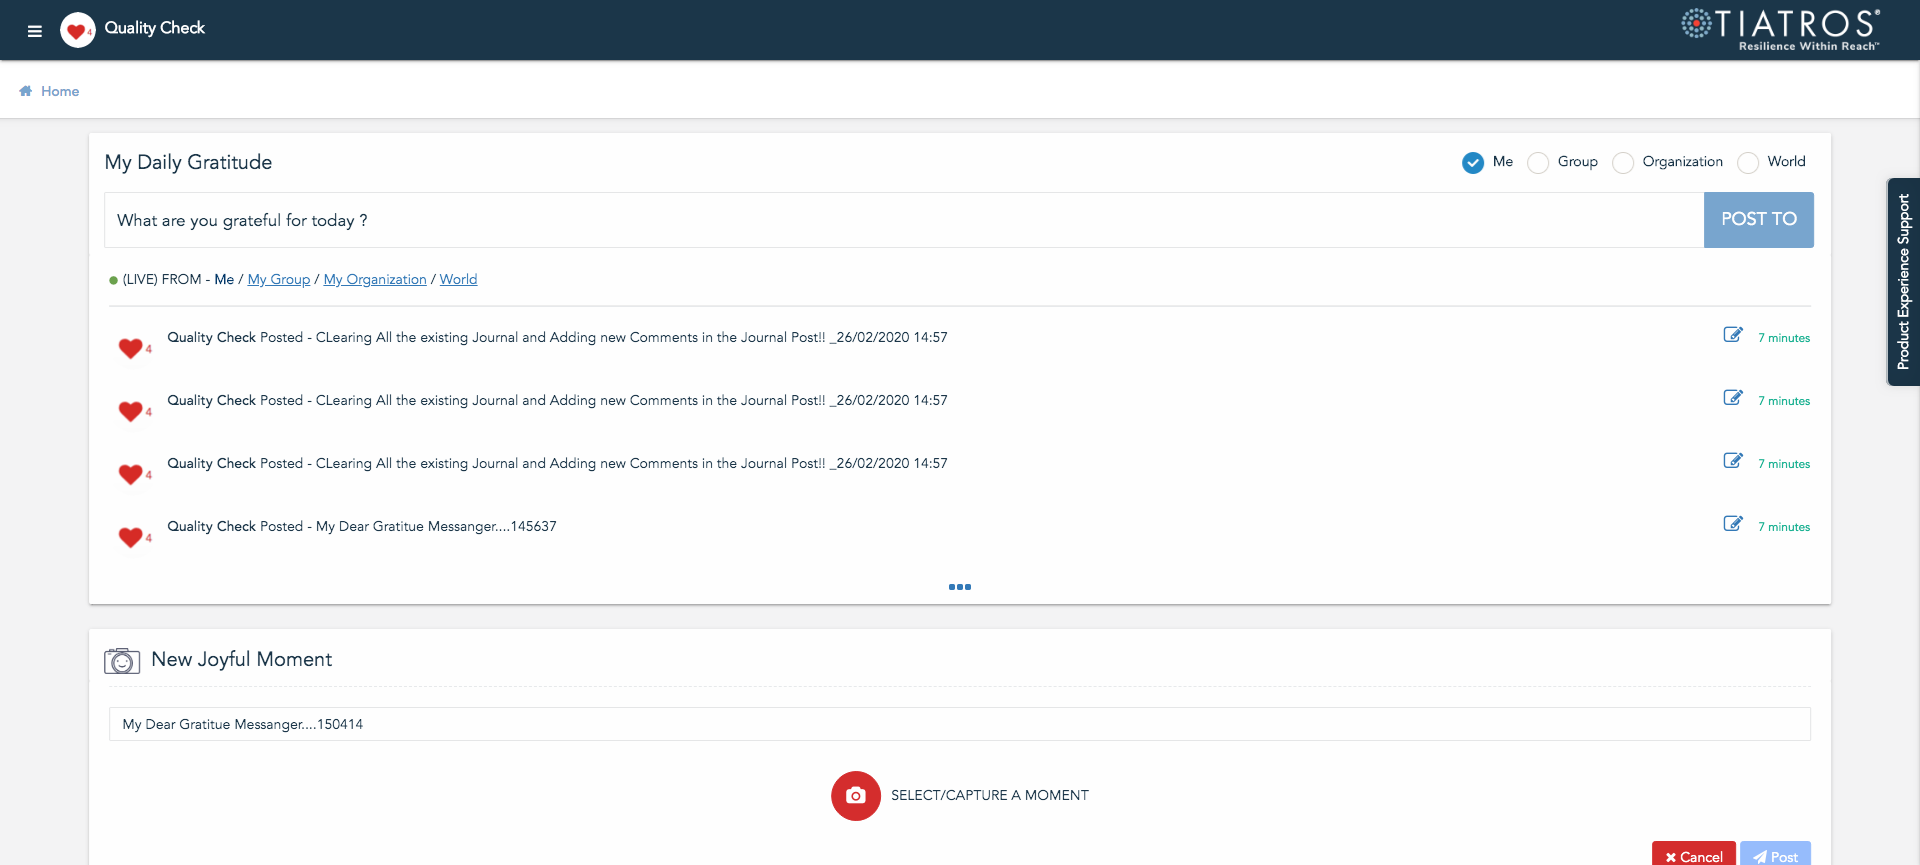 Quality Check
TIATROS®
Resilience Within Reach™
Home
My Daily Gratitude
Me Group Organization World
What are you grateful for today ?
POST TO
(LIVE) FROM - Me / My Group / My Organization / World
4 Quality Check Posted - CLearing All the existing Journal and Adding new Comments in the Journal Post!! _26/02/2020 14:57 7 minutes
4 Quality Check Posted - CLearing All the existing Journal and Adding new Comments in the Journal Post!! _26/02/2020 14:57 7 minutes
4 Quality Check Posted - CLearing All the existing Journal and Adding new Comments in the Journal Post!! _26/02/2020 14:57 7 minutes
4 Quality Check Posted - My Dear Gratitue Messanger....145637 7 minutes
Product Experience Support
New Joyful Moment
My Dear Gratitue Messanger....150414
SELECT/CAPTURE A MOMENT
Cancel Post